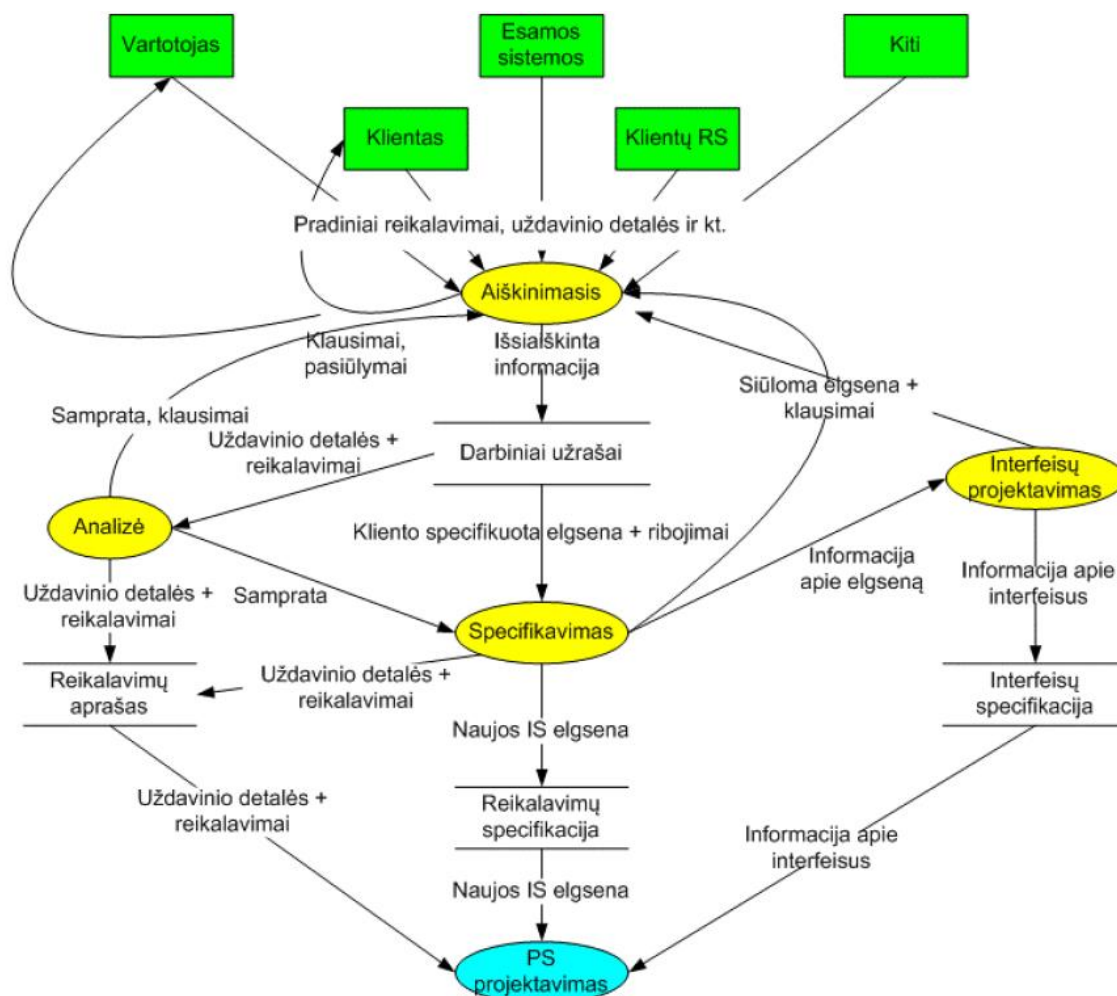 Vartotojas
Esamos
sistemos
Kiti
Klientas
Klientų RS
Pradiniai reikalavimai, uždavinio detalės ir kt.
Aiškinimasis
Klausimai,
pasiūlymai
Išsiaiškinta
informacija
Siūloma elgsena +
klausimai
Samprata, klausimai
Uždavinio detalės +
reikalavimai
Darbiniai užrašai
Interfeisų
projektavimas
Analizė
Kliento specifikuota elgsena + ribojimai
Informacija
apie elgseną
Informacija apie
interfeisus
Uždavinio detalės +
reikalavimai
Samprata
Specifikavimas
Uždavinio detalės +
reikalavimai
Reikalavimų
aprašas
Interfeisų
specifikacija
Naujos IS elgsena
Uždavinio detalės +
reikalavimai
Reikalavimų
specifikacija
Informacija apie
interfeisus
Naujos IS elgsena
PS
projektavimas